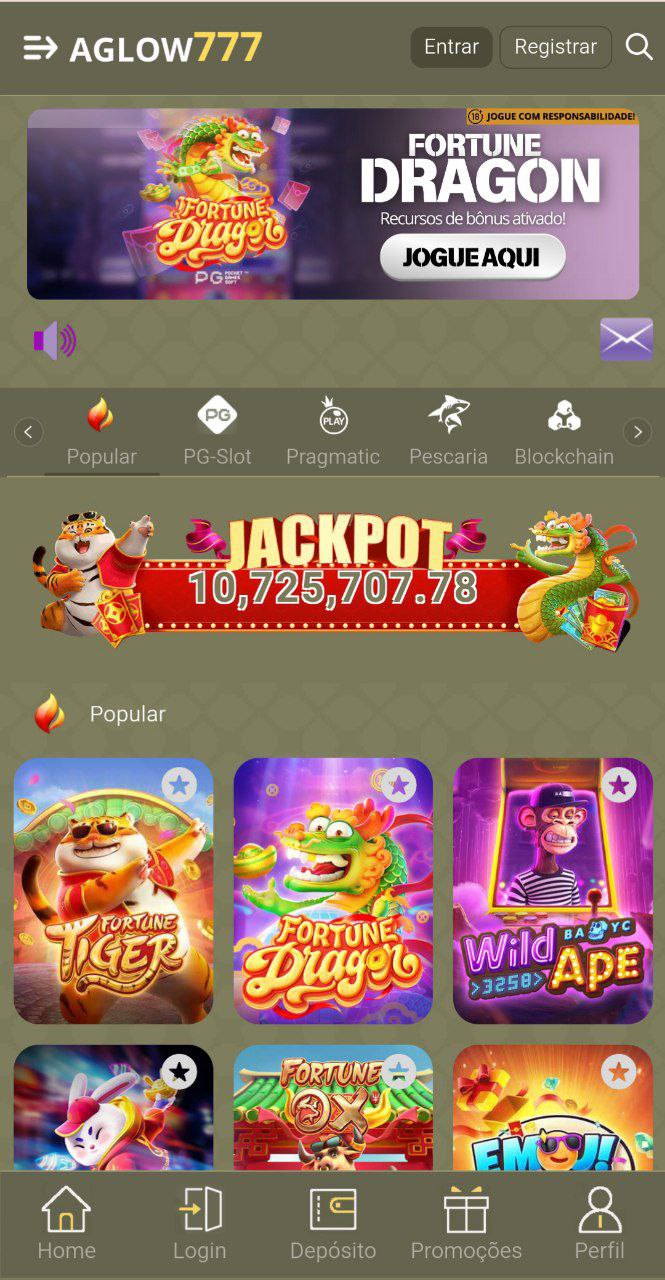 AGLOW777
Entrar
Registrar
18+ JOGUE COM RESPONSABILIDADE!
FORTUNE
DRAGON
Recursos de bônus ativado!
JOGUE AQUI
FORTUNE
Dragon
PG POCKET GAMES SOFT
Popular
PG-Slot
Pragmatic
Pescaria
Blockchain
PG
PLAY
JACKPOT
10,725,707.78
Popular
FORTUNE
TIGER
FORTUNE
Dragon
Wild
BAYC
>3258>
APE
FORTUNE
OX
EMOJI
Home
Login
Depósito
Promoções
Perfil